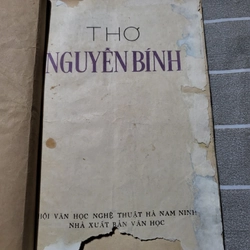 THƠ
NGUYỄN BÍNH
HỘI VĂN HỌC NGHỆ THUẬT HÀ NAM NINH
NHÀ XUẤT BẢN VĂN HỌC